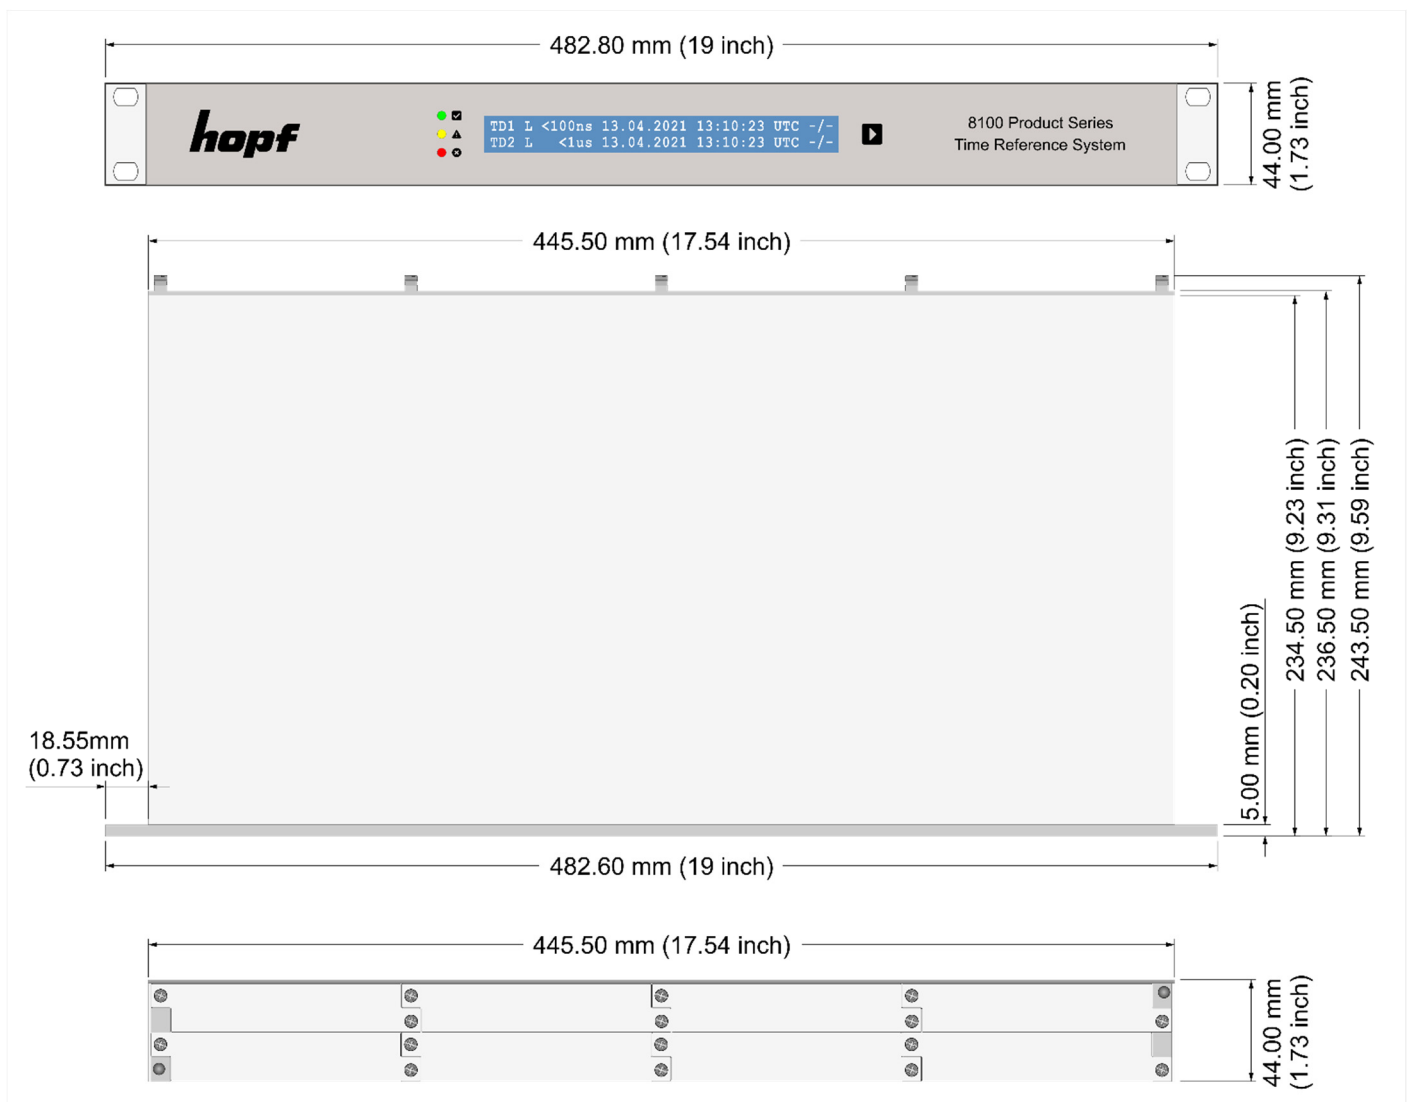 482.80 mm (19 inch)
hopf
TD1 L <100ns 13.04.2021 13:10:23 UTC -/-
TD2 L   <1us 13.04.2021 13:10:23 UTC -/-
8100 Product Series
Time Reference System
44.00 mm
(1.73 inch)
445.50 mm (17.54 inch)
234.50 mm (9.23 inch)
236.50 mm (9.31 inch)
243.50 mm (9.59 inch)
5.00 mm (0.20 inch)
18.55mm
(0.73 inch)
482.60 mm (19 inch)
445.50 mm (17.54 inch)
44.00 mm
(1.73 inch)